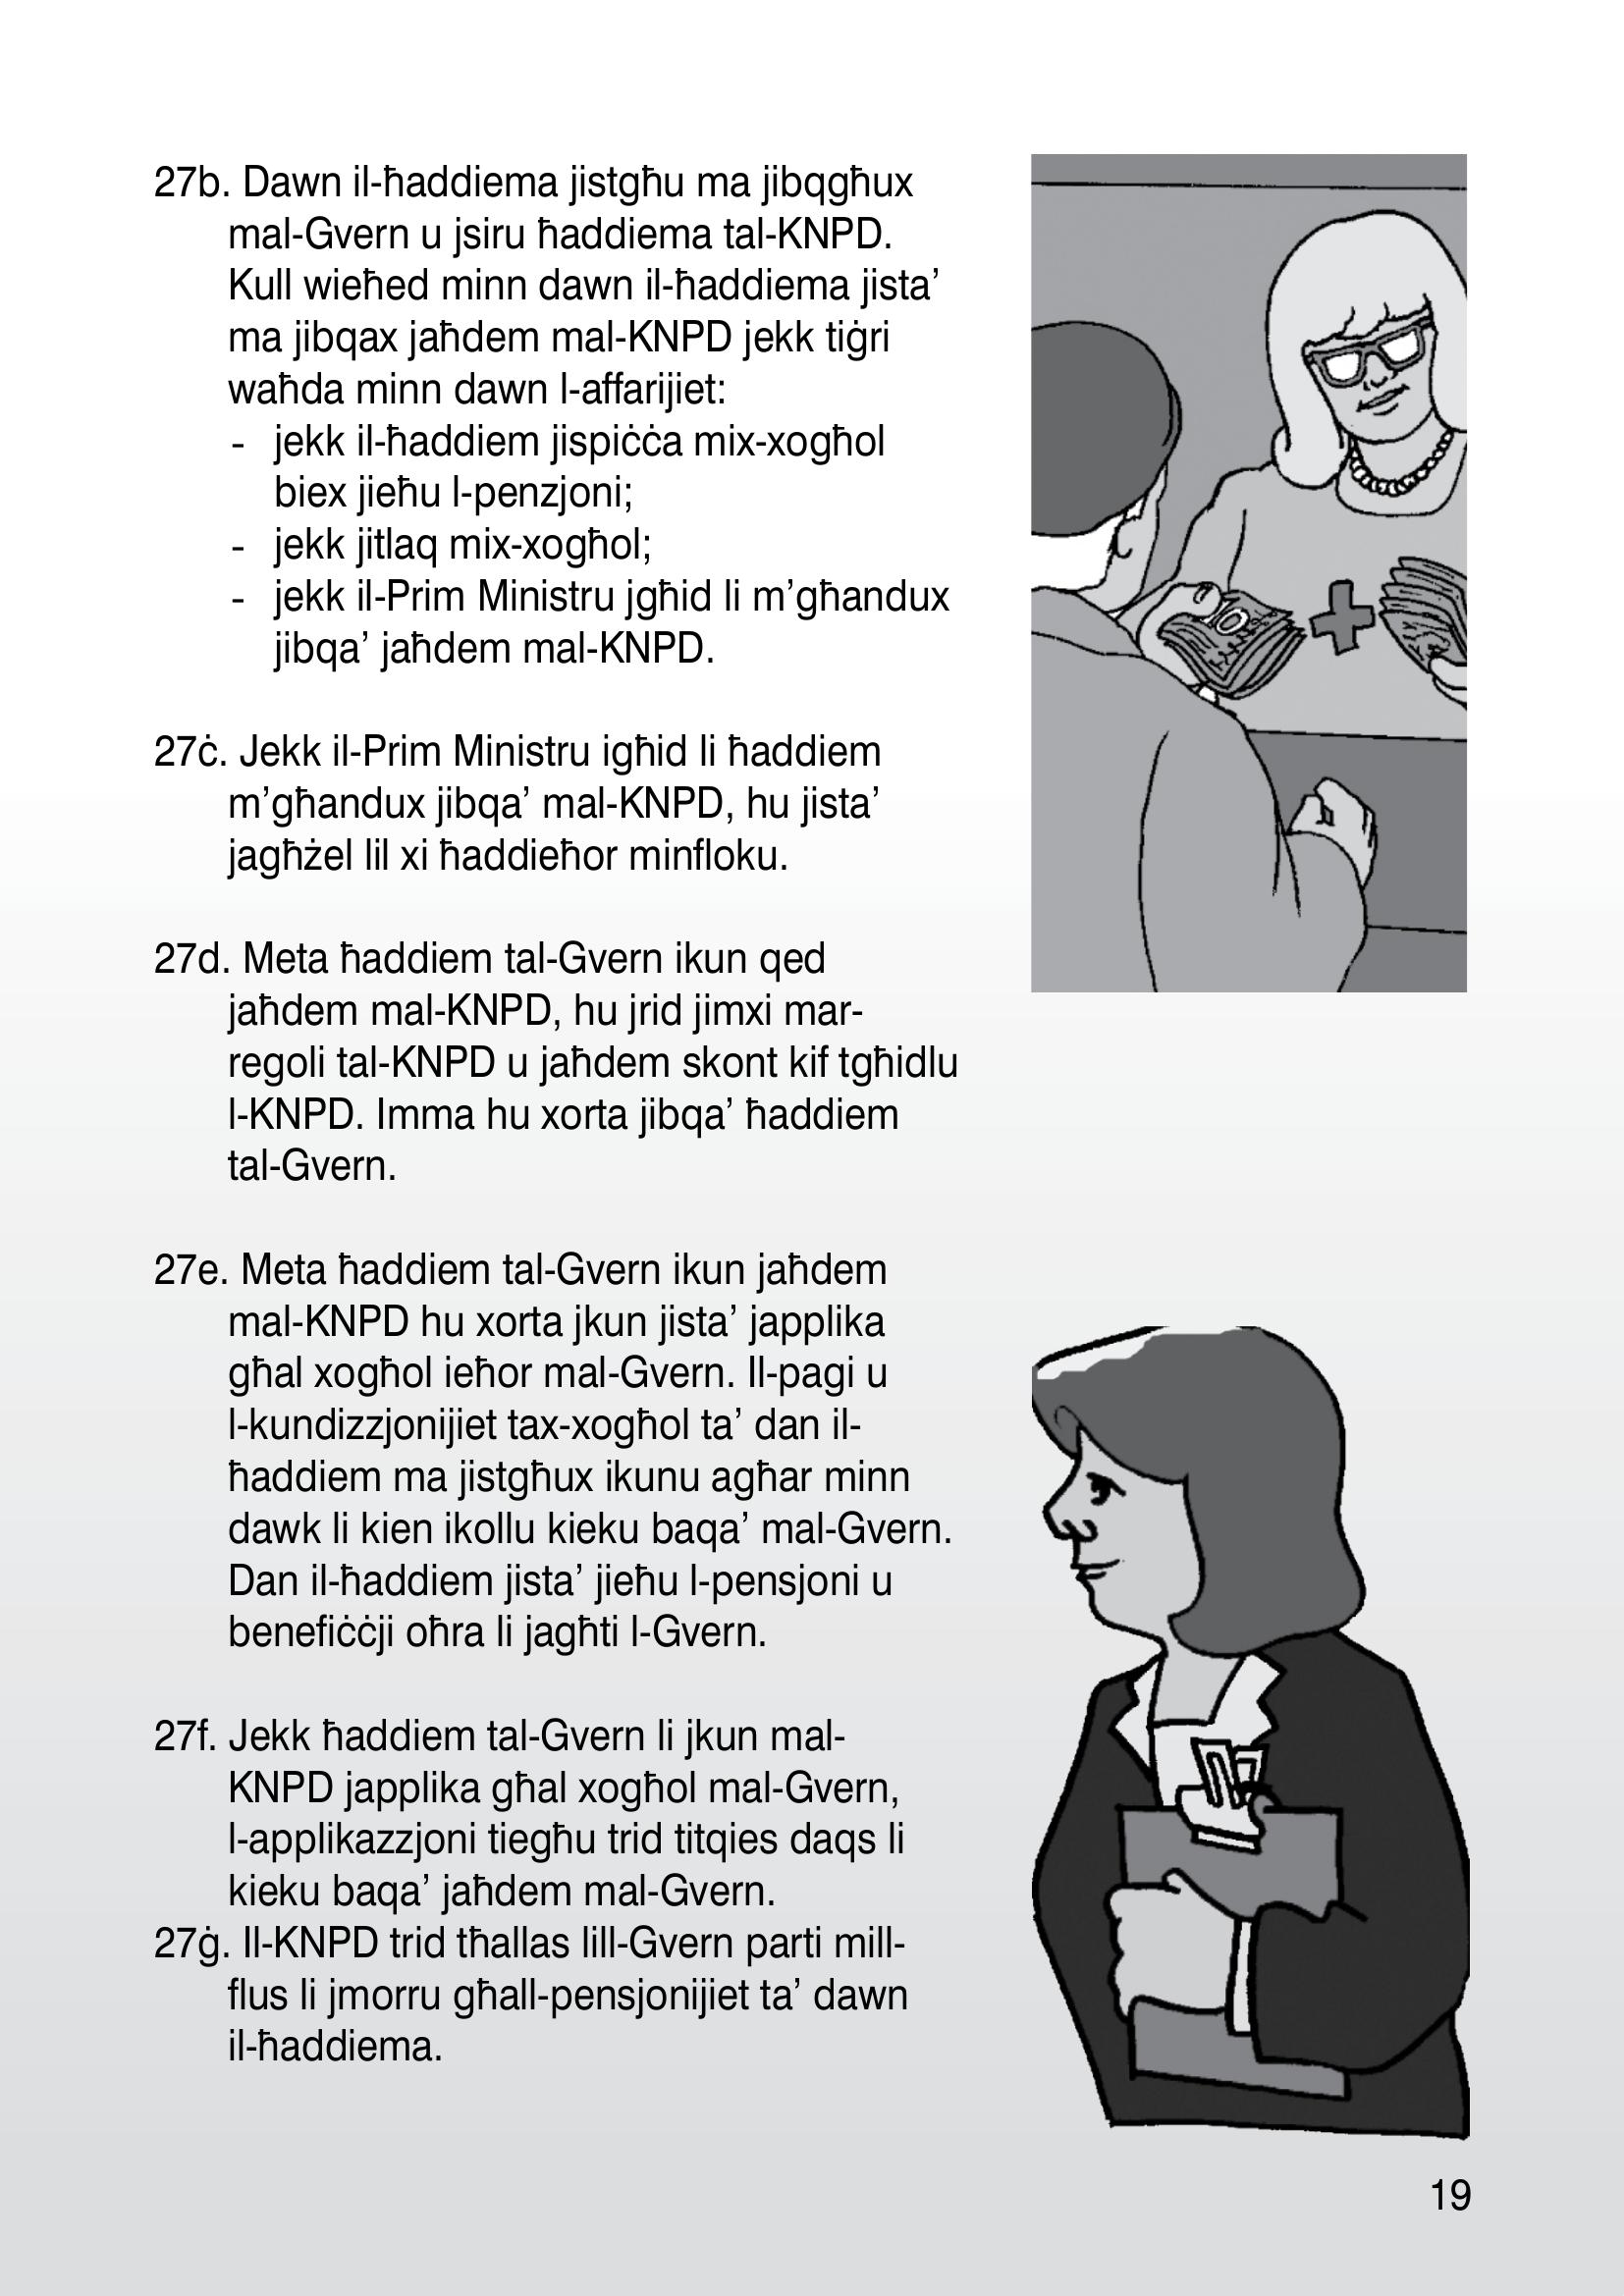 27b. Dawn il-ħaddiema jistgħu ma jibqgħux
mal-Gvern u jsiru ħaddiema tal-KNPD.
Kull wieħed minn dawn il-ħaddiema jista’
ma jibqax jaħdem mal-KNPD jekk tiġri
waħda minn dawn l-affarijiet:
- jekk il-ħaddiem jispiċċa mix-xogħol
biex jieħu l-penzjoni;
- jekk jitlaq mix-xogħol;
- jekk il-Prim Ministru jgħid li m’għandux
jibqa’ jaħdem mal-KNPD.
27ċ. Jekk il-Prim Ministru igħid li ħaddiem
m’għandux jibqa’ mal-KNPD, hu jista’
jagħżel lil xi ħaddieħor minfloku.
27d. Meta ħaddiem tal-Gvern ikun qed
jaħdem mal-KNPD, hu jrid jimxi mar-
regoli tal-KNPD u jaħdem skont kif tgħidlu
l-KNPD. Imma hu xorta jibqa’ ħaddiem
tal-Gvern.
27e. Meta ħaddiem tal-Gvern ikun jaħdem
mal-KNPD hu xorta jkun jista’ japplika
għal xogħol ieħor mal-Gvern. Il-pagi u
l-kundizzjonijiet tax-xogħol ta’ dan il-
ħaddiem ma jistgħux ikunu agħar minn
dawk li kien ikollu kieku baqa’ mal-Gvern.
Dan il-ħaddiem jista’ jieħu l-pensjoni u
benefiċċji oħra li jagħti l-Gvern.
27f. Jekk ħaddiem tal-Gvern li jkun mal-
KNPD japplika għal xogħol mal-Gvern,
l-applikazzjoni tiegħu trid titqies daqs li
kieku baqa’ jaħdem mal-Gvern.
27ġ. Il-KNPD trid tħallas lill-Gvern parti mill-
flus li jmorru għall-pensjonijiet ta’ dawn
il-ħaddiema.
10
19